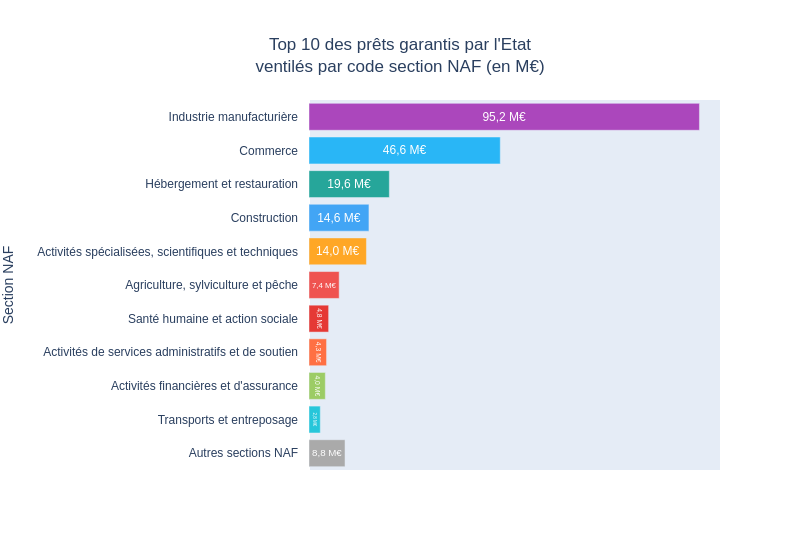 Top 10 des prêts garantis par l'Etat
ventilés par code section NAF (en M€)
Section NAF
Industrie manufacturière 95,2 M€
Commerce 46,6 M€
Hébergement et restauration 19,6 M€
Construction 14,6 M€
Activités spécialisées, scientifiques et techniques 14,0 M€
Agriculture, sylviculture et pêche 7,4 M€
Santé humaine et action sociale 4,8 M€
Activités de services administratifs et de soutien 4,3 M€
Activités financières et d'assurance 4,0 M€
Transports et entreposage
Autres sections NAF 8,8 M€